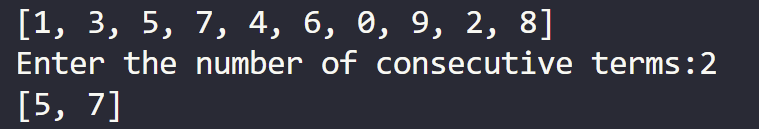 [1, 3, 5, 7, 4, 6, 0, 9, 2, 8]
Enter the number of consecutive terms:2
[5, 7]